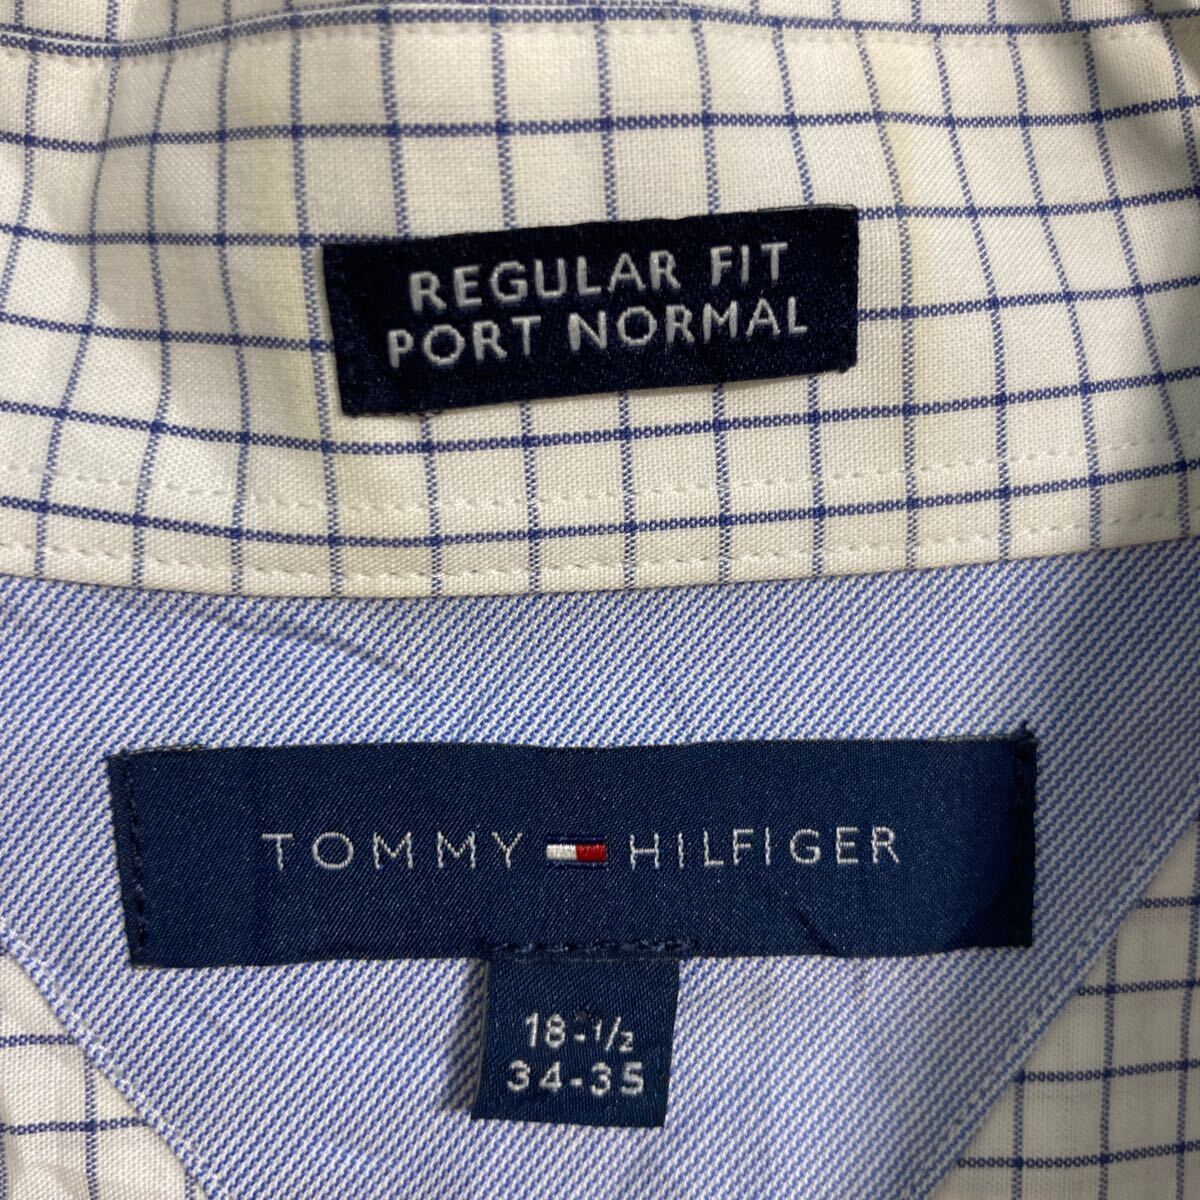 REGULAR FIT
PORT NORMAL
TOMMY HILFIGER
18-1/2
34-35